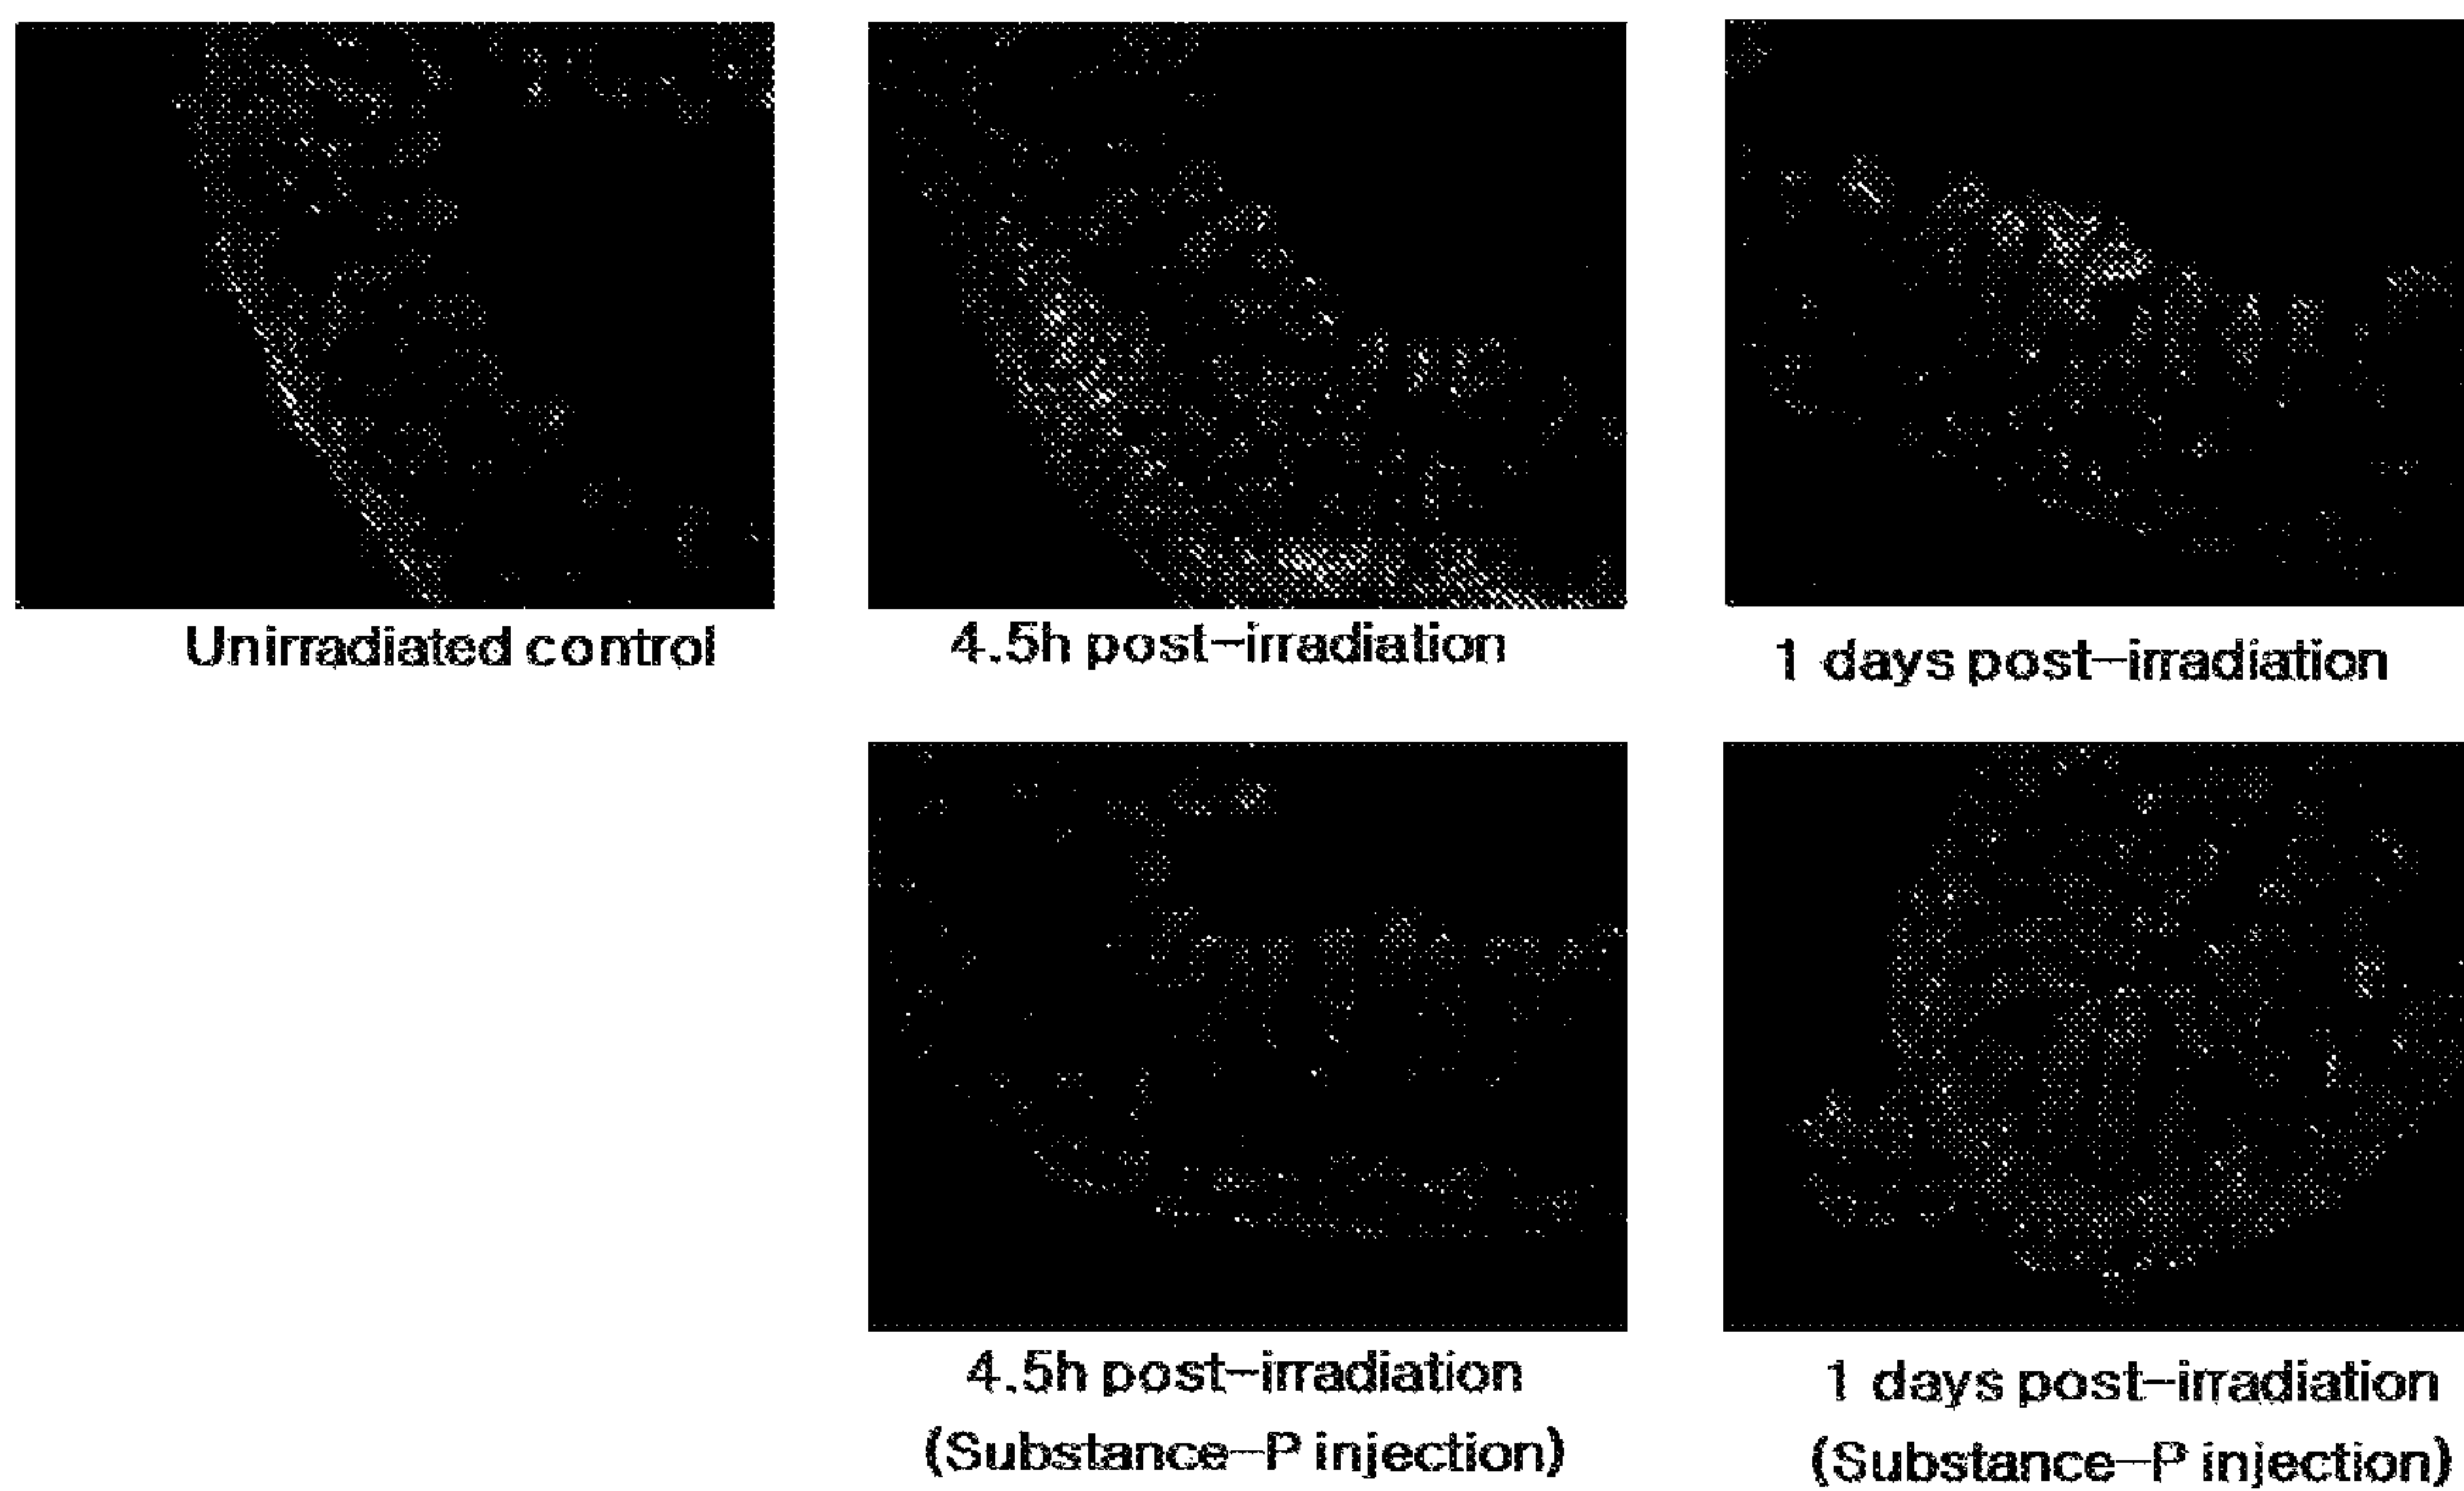 Unirradiated control
4.5h post-irradiation
1 days post-irradiation
4.5h post-irradiation
(Substance-P injection)
1 days post-irradiation
(Substance-P injection)